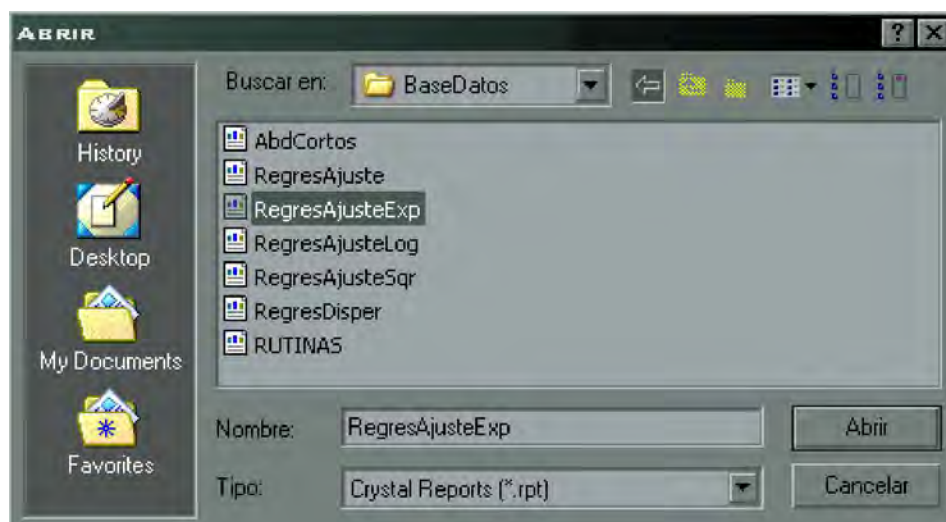 ABRIR
Buscar en:
BaseDatos
History
Desktop
My Documents
Favorites
AbdCortos
RegresAjuste
RegresAjusteExp
RegresAjusteLog
RegresAjusteSqr
RegresDisper
RUTINAS
Nombre:
RegresAjusteExp
Abrir
Tipo:
Crystal Reports (*.rpt)
Cancelar